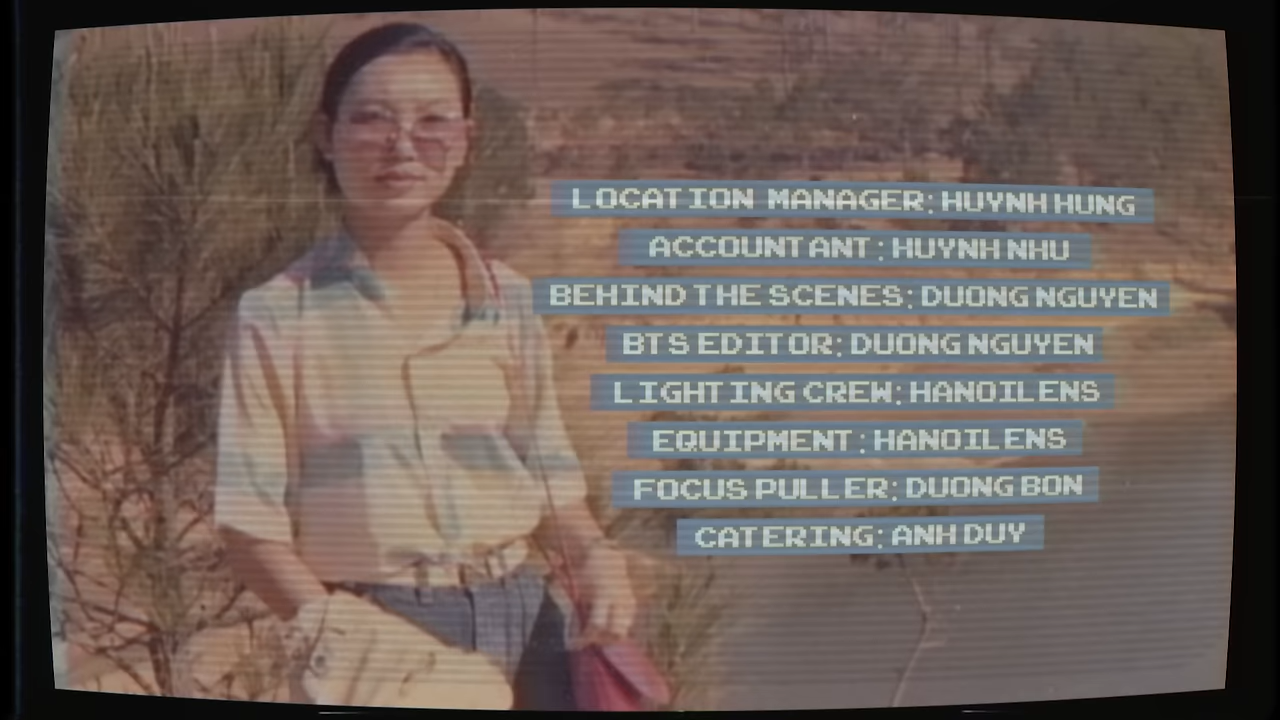 LOCATION MANAGER: HUYNH HUNG
ACCOUNTANT: HUYNH NHU
BEHIND THE SCENES: DUONG NGUYEN
BTS EDITOR: DUONG NGUYEN
LIGHTING CREW: HANOILENS
EQUIPMENT: HANOILENS
FOCUS PULLER: DUONG BON
CATERING: ANH DUY